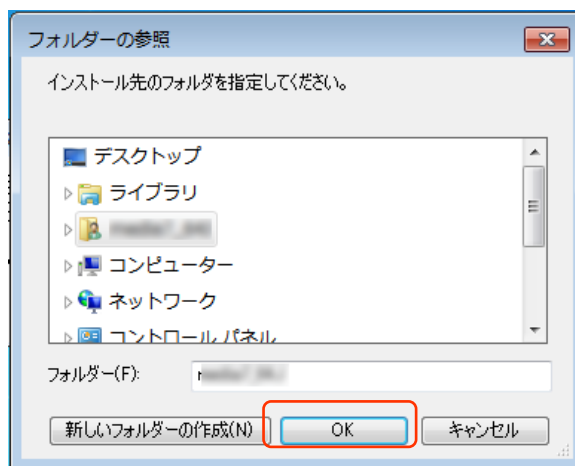 フォルダーの参照
インストール先のフォルダを指定してください。
デスクトップ
ライブラリ
コンピューター
ネットワーク
コントロール パネル
フォルダー(F):
新しいフォルダーの作成(N) OK キャンセル